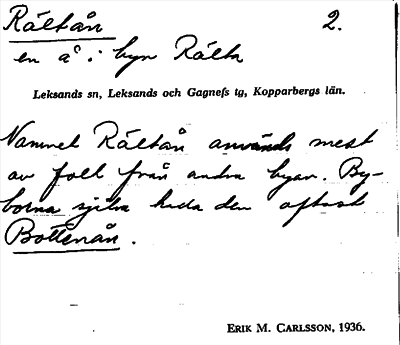 Rältån 2.
en å i byn Rälta
Leksands sn, Leksands och Gagnefs tg, Kopparbergs län.
Namnet Rältån används mest
av folk från andra byar. By-
borna själva kalla den oftast
Bottenån.
ERIK M. CARLSSON, 1936.